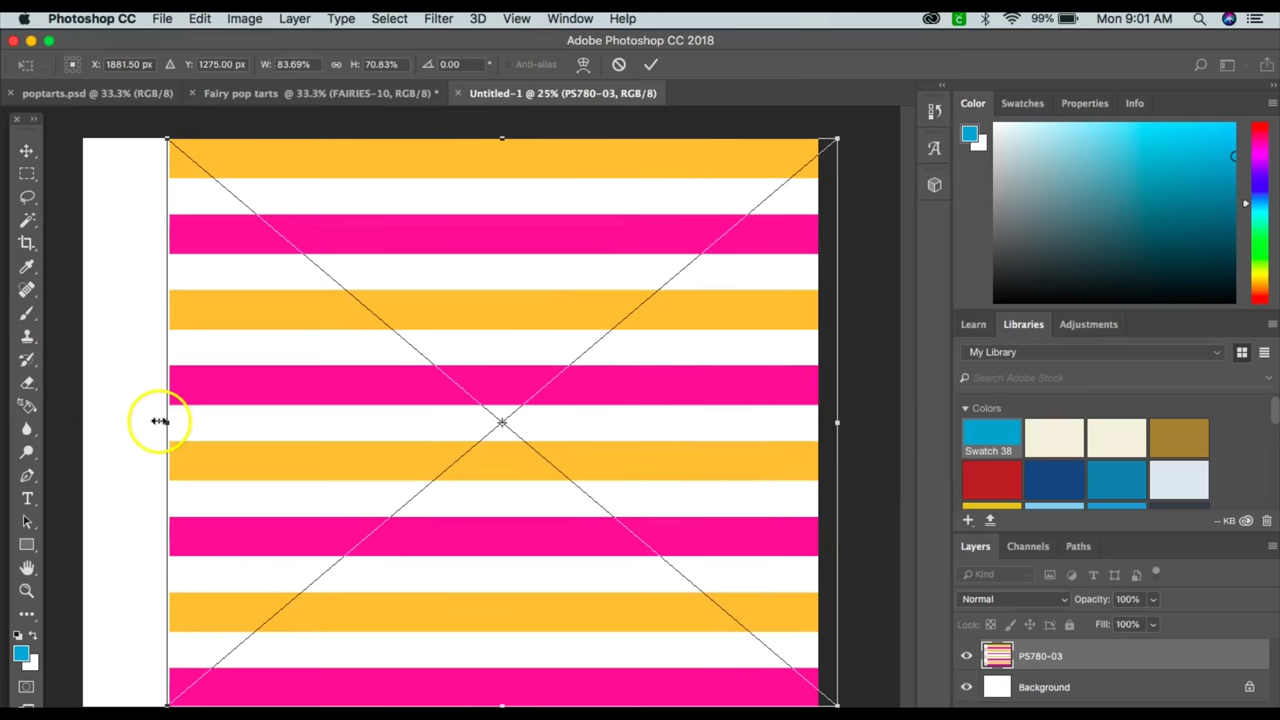 Photoshop CC File Edit Image Layer Type Select Filter 3D View Window Help 99% Mon 9:01 AM
Adobe Photoshop CC 2018
X: 1881.50 px Y: 1275.00 px W: 83.69% H: 70.83% 0.00 ° Anti-alias
poptarts.psd @ 33.3% (RGB/8) Fairy pop tarts @ 33.3% (FAIRIES-10, RGB/8) * Untitled-1 @ 25% (PS780-03, RGB/8)
Color Swatches Properties Info
Learn Libraries Adjustments
My Library
Search Adobe Stock
Colors
Swatch 38
-- KB
Layers Channels Paths
Kind
Normal Opacity: 100%
Lock: Fill: 100%
PS780-03
Background